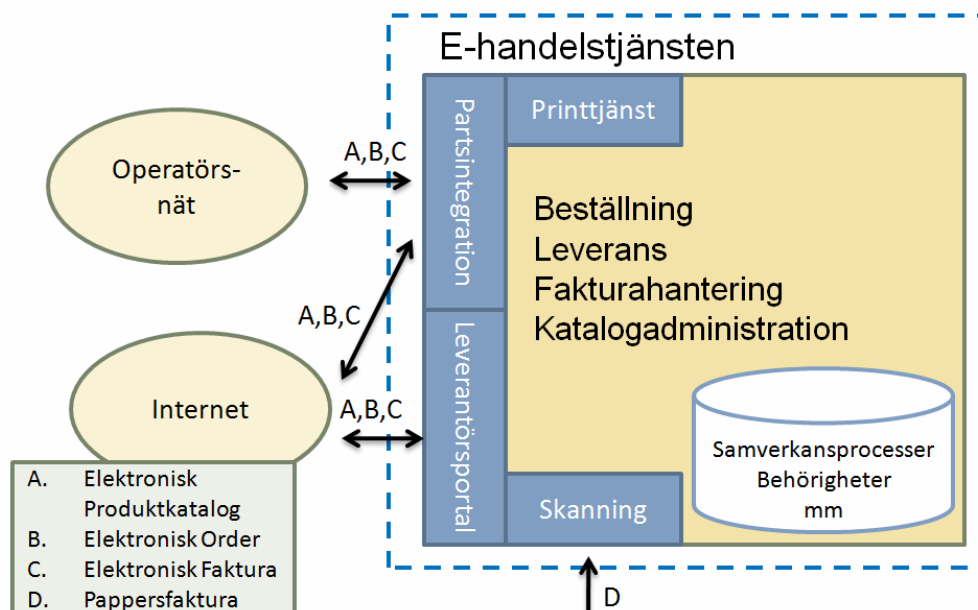 E-handelstjänsten
Partsintegration
Printtjänst
Operatörs-
nät
A,B,C
Beställning
Leverans
Fakturahantering
Katalogadministration
A,B,C
Internet
A,B,C
Leverantörsportal
Samverkansprocesser
Behörigheter
mm
Skanning
A. Elektronisk
Produktkatalog
B. Elektronisk Order
C. Elektronisk Faktura
D. Pappersfaktura
D